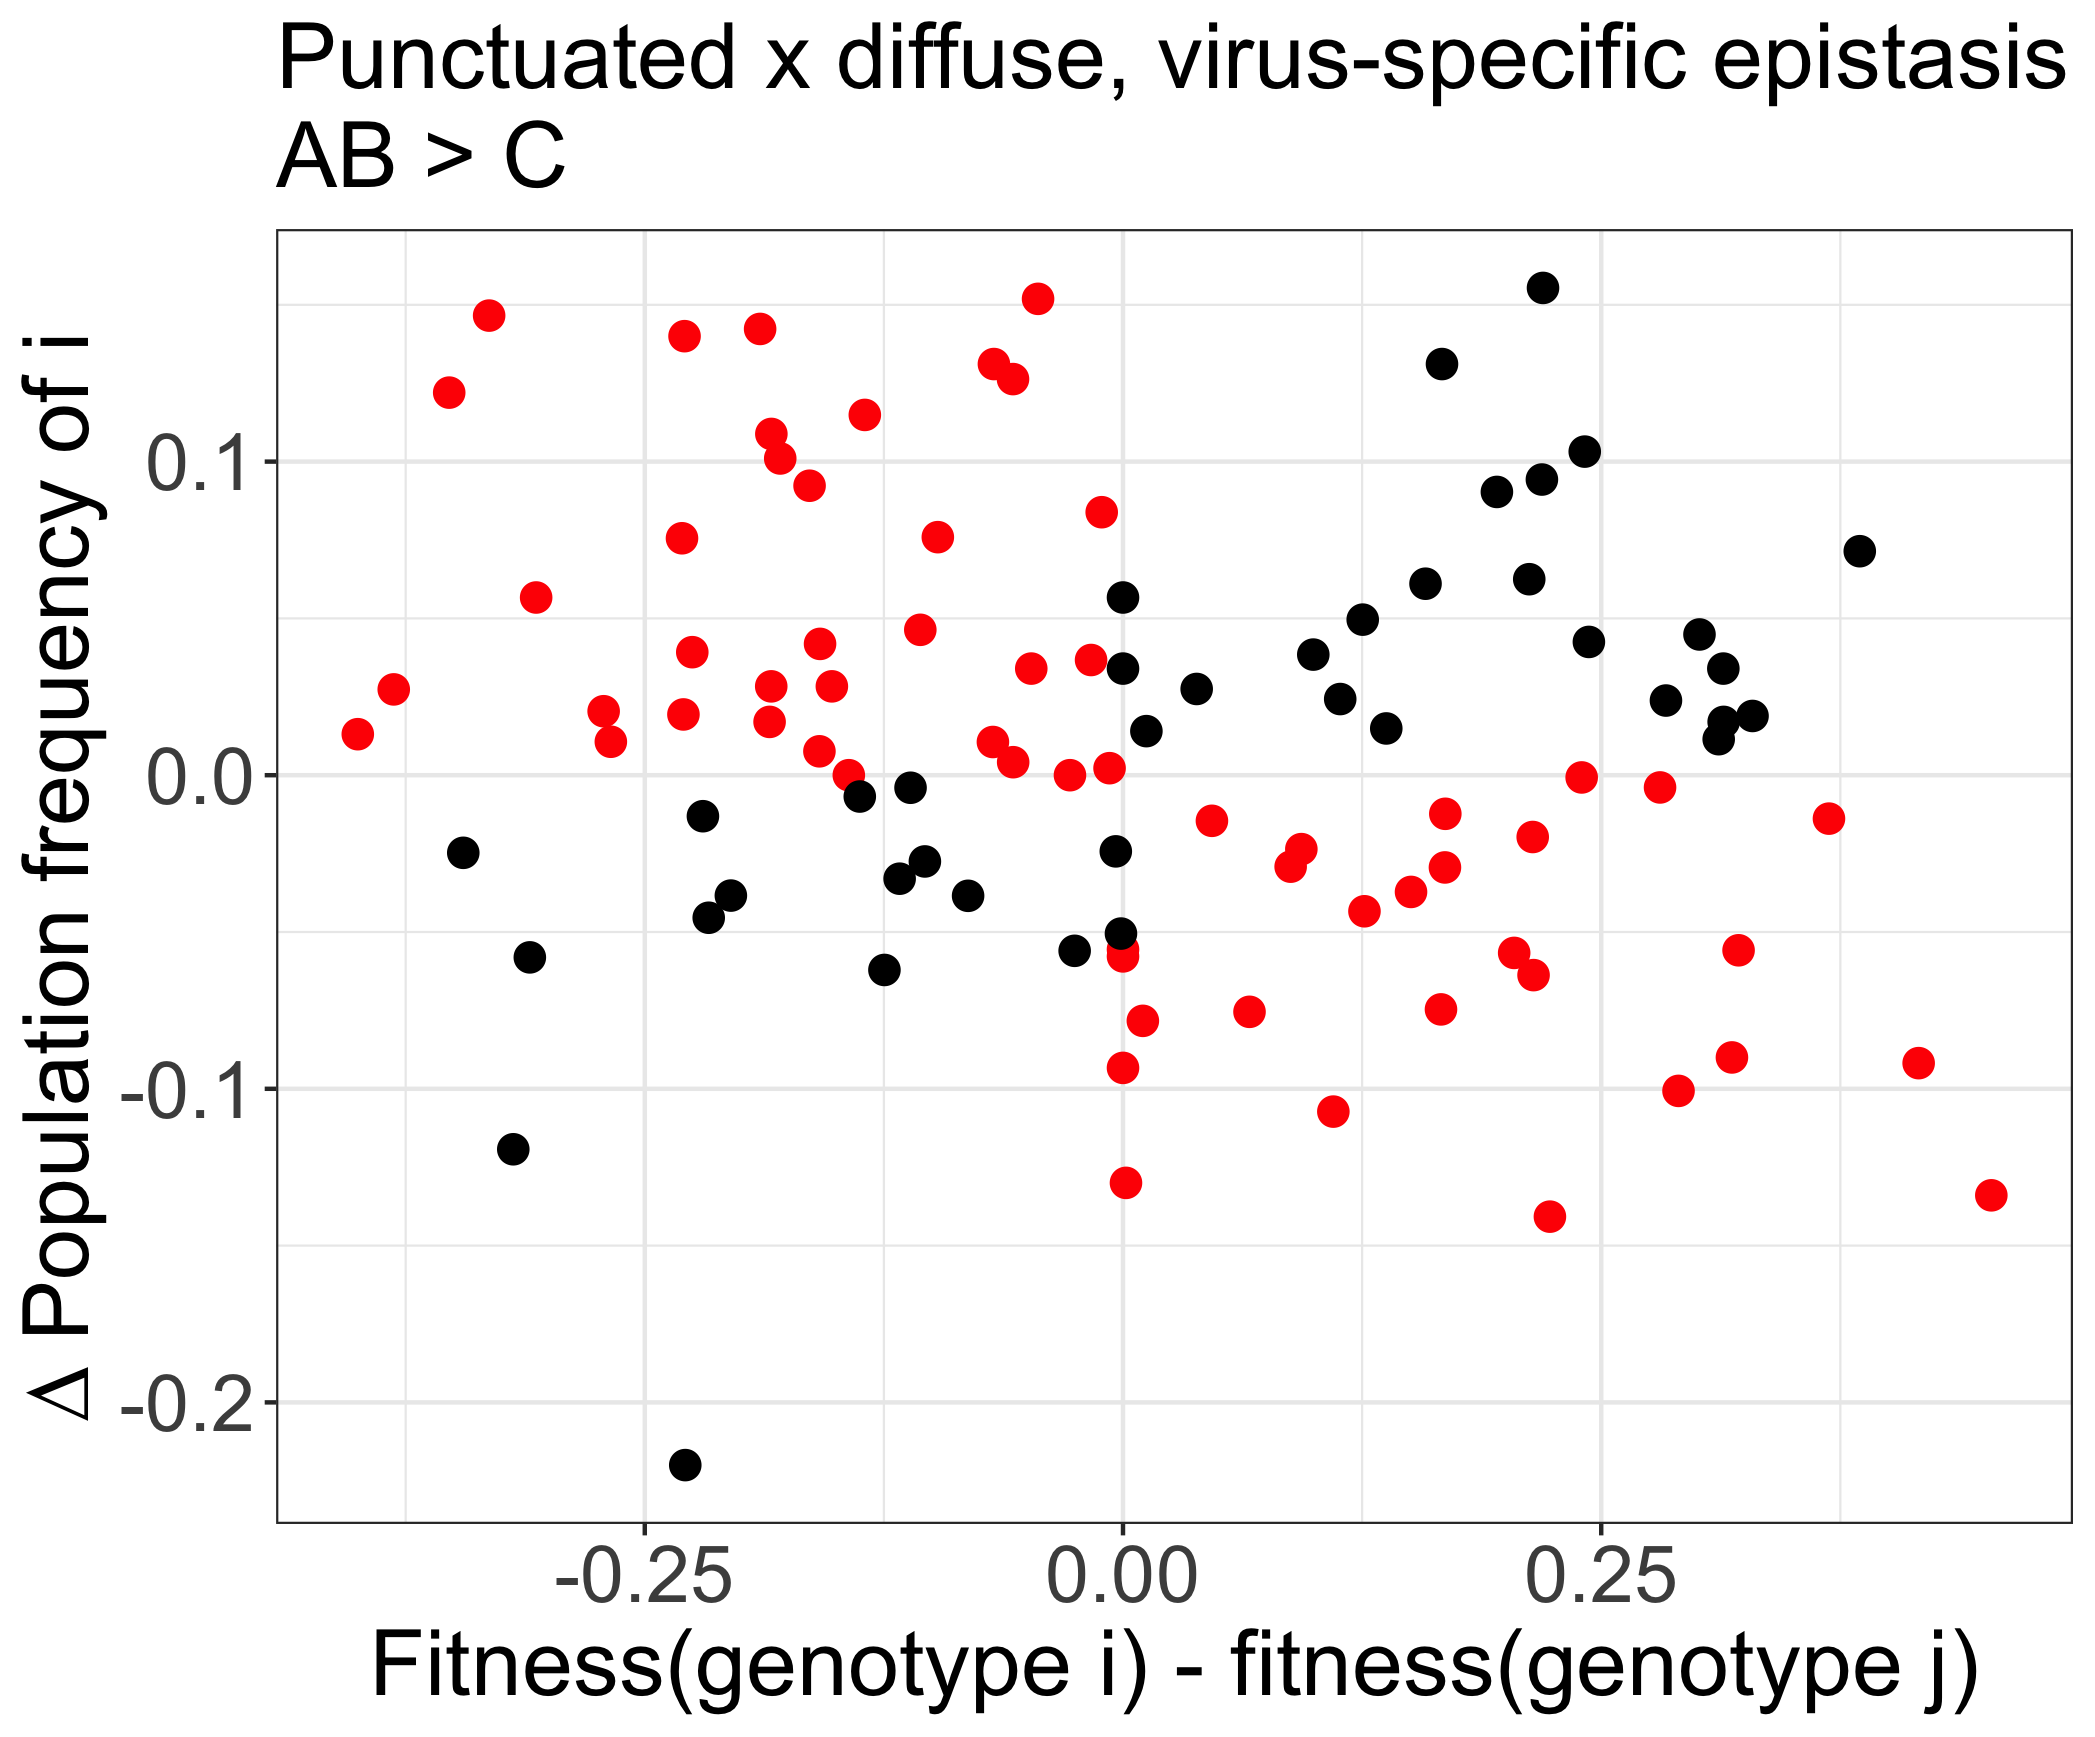 Punctuated x diffuse, virus-specific epistasis
AB > C
Δ Population frequency of i
0.1
0.0
-0.1
-0.2
-0.25
0.00
0.25
Fitness(genotype i) - fitness(genotype j)